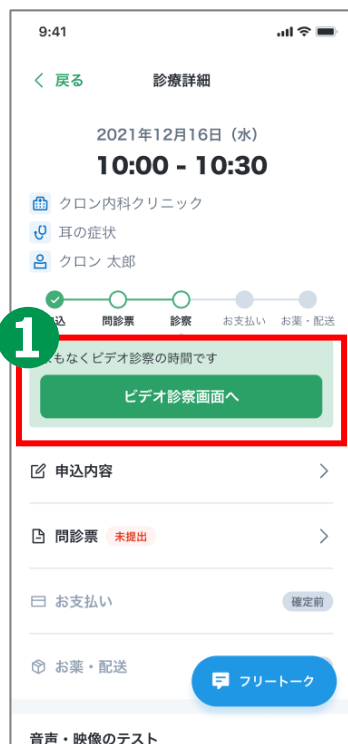 9:41
戻る 診療詳細
2021年12月16日（水）
10:00 - 10:30
クロン内科クリニック
耳の症状
クロン 太郎
込 問診票 診察 お支払い お薬・配送
1
もなくビデオ診察の時間です
ビデオ診察画面へ
申込内容
問診票 未提出
お支払い 確定前
お薬・配送
フリートーク
音声・映像のテスト